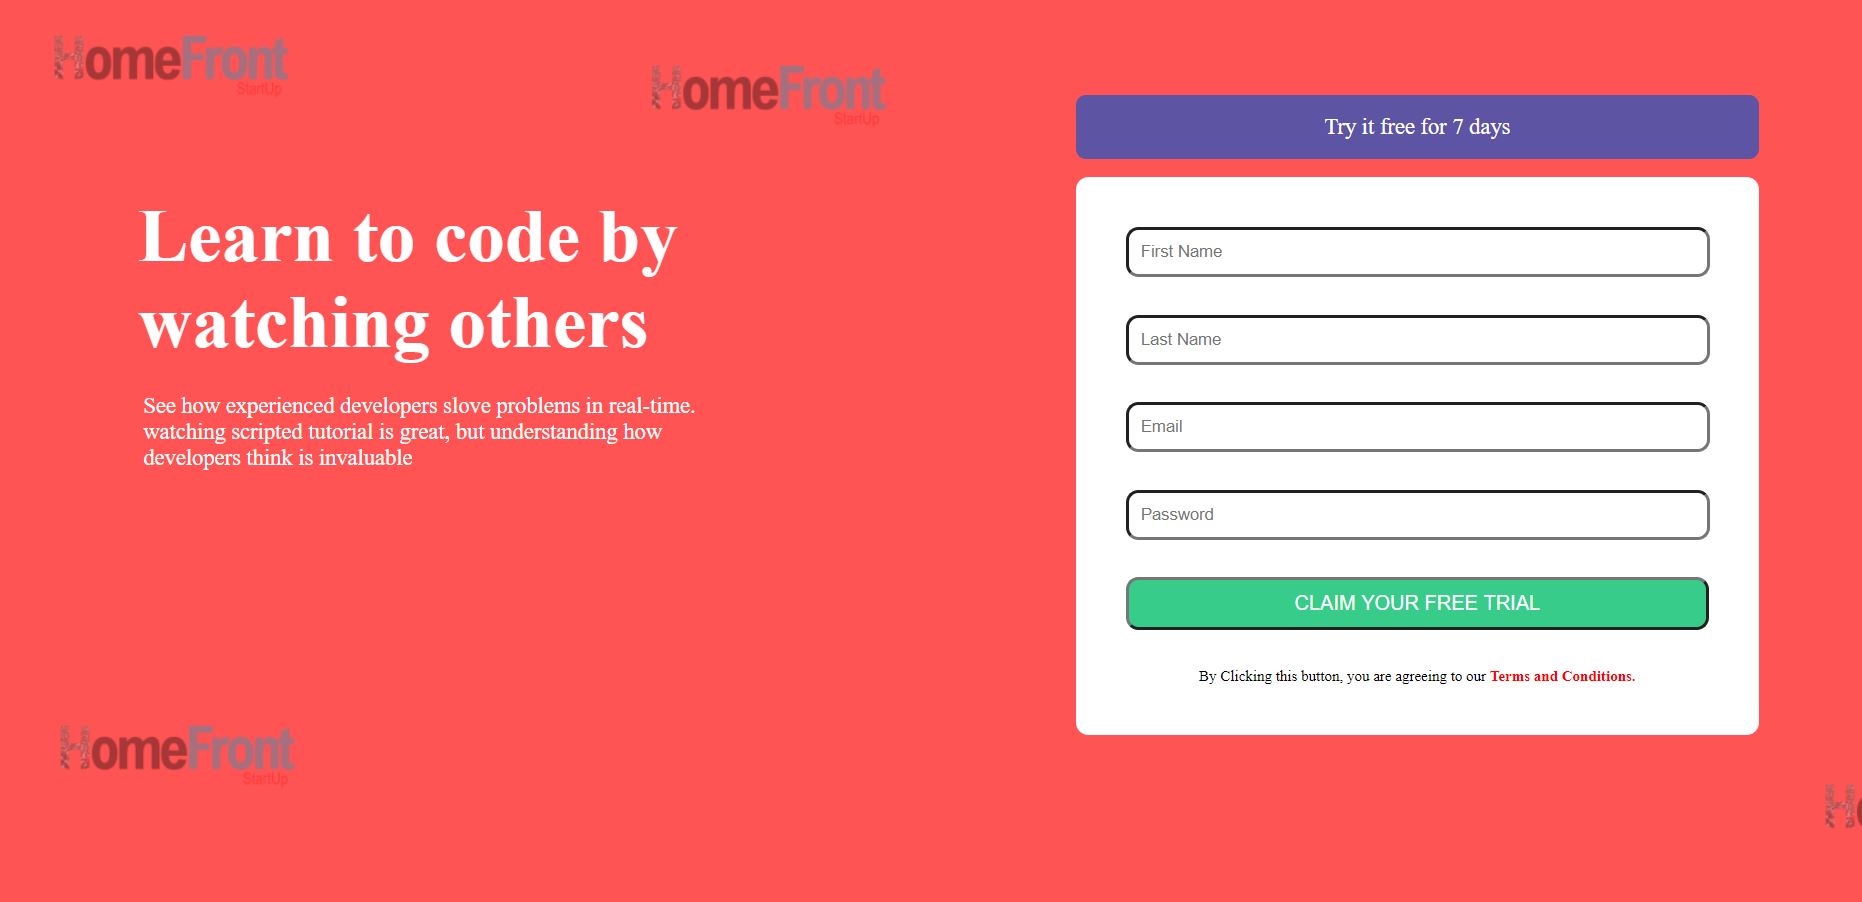 HomeFront
StartUp
HomeFront
StartUp
Learn to code by
watching others
See how experienced developers slove problems in real-time.
watching scripted tutorial is great, but understanding how
developers think is invaluable
Try it free for 7 days
First Name
Last Name
Email
Password
CLAIM YOUR FREE TRIAL
By Clicking this button, you are agreeing to our Terms and Conditions.
HomeFront
StartUp
H